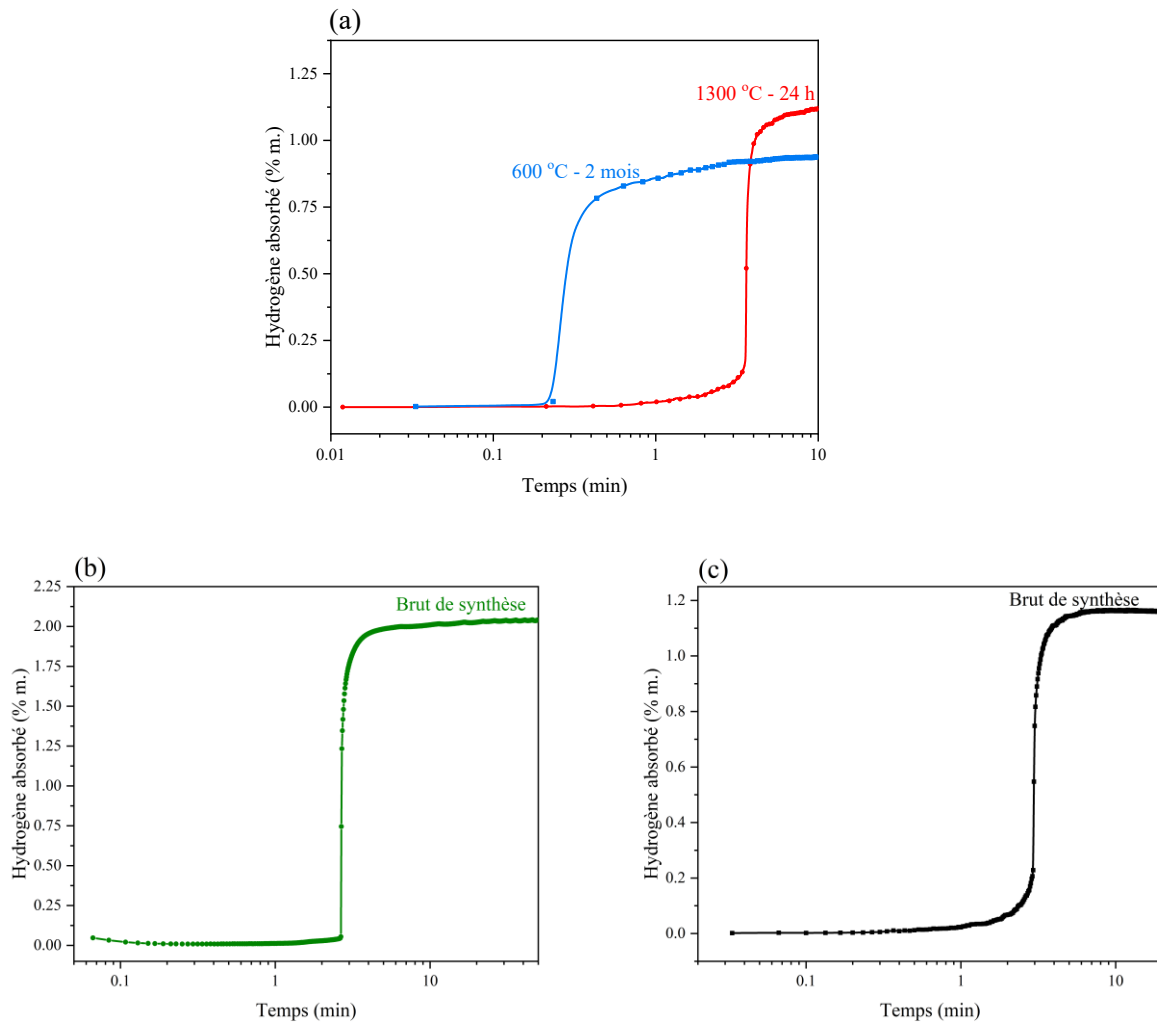 (a)
Hydrogène absorbé (% m.)
1.25
1.00
0.75
0.50
0.25
0.00
1300 °C - 24 h
600 °C - 2 mois
0.01
0.1
1
10
Temps (min)
(b)
Hydrogène absorbé (% m.)
2.25
2.00
1.75
1.50
1.25
1.00
0.75
0.50
0.25
0.00
Brut de synthèse
0.1
1
10
Temps (min)
(c)
Hydrogène absorbé (% m.)
1.2
1.0
0.8
0.6
0.4
0.2
0.0
Brut de synthèse
0.1
1
10
Temps (min)